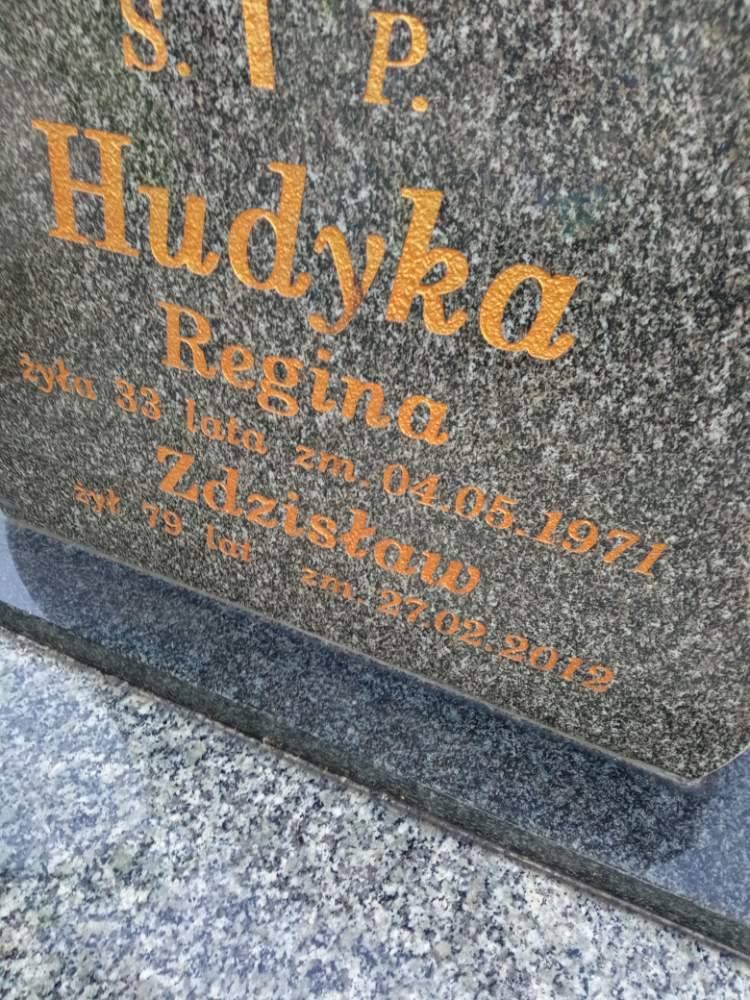 Ś. P.
Hudyka
Regina
żyła 33 lata zm. 04.05.1971
Zdzisław
żył 79 lat zm. 27.02.2012